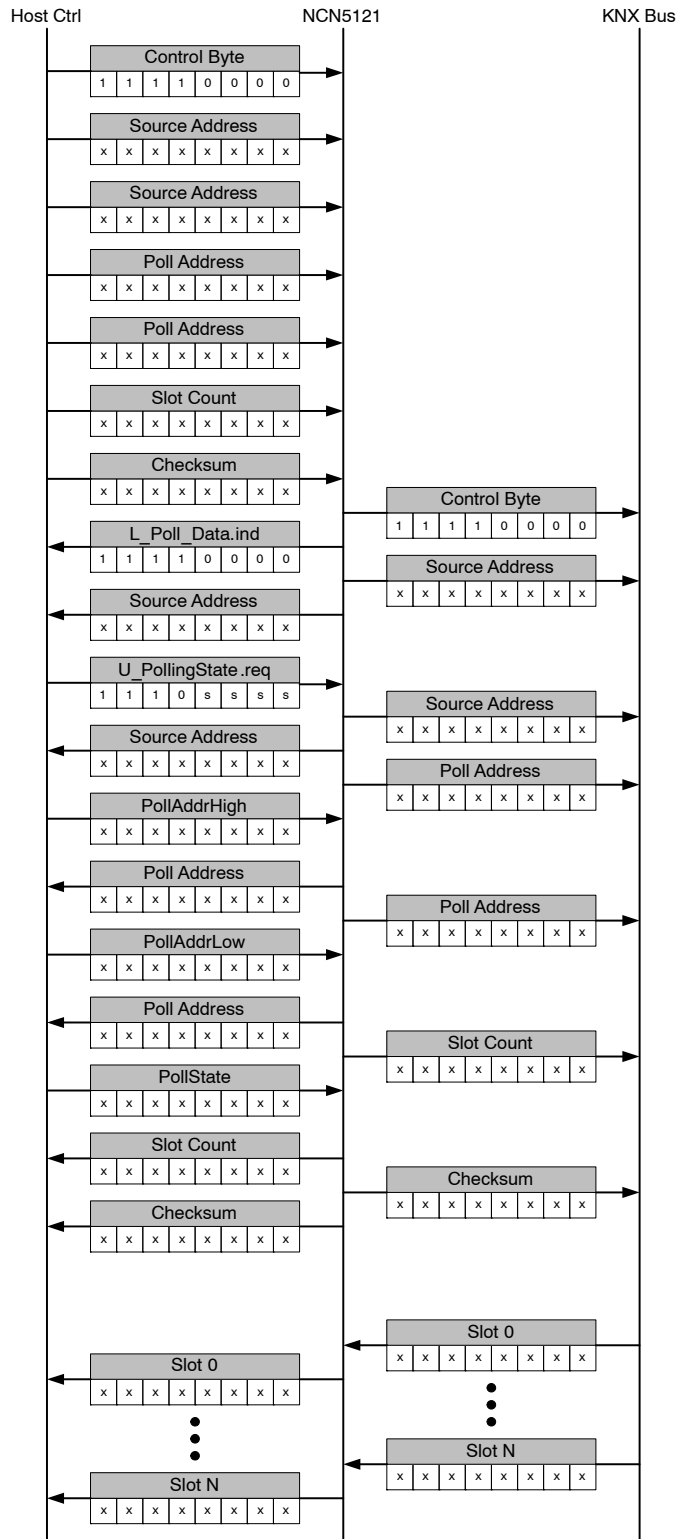 Host Ctrl NCN5121 KNX Bus
Control Byte
1 1 1 1 0 0 0 0
Source Address
x x x x x x x x
Source Address
x x x x x x x x
Poll Address
x x x x x x x x
Poll Address
x x x x x x x x
Slot Count
x x x x x x x x
Checksum
x x x x x x x x
Control Byte
1 1 1 1 0 0 0 0
L_Poll_Data.ind
1 1 1 1 0 0 0 0
Source Address
x x x x x x x x
Source Address
x x x x x x x x
U_PollingState.req
1 1 1 0 s s s s
Source Address
x x x x x x x x
Source Address
x x x x x x x x
Poll Address
x x x x x x x x
PollAddrHigh
x x x x x x x x
Poll Address
x x x x x x x x
Poll Address
x x x x x x x x
PollAddrLow
x x x x x x x x
Poll Address
x x x x x x x x
Slot Count
x x x x x x x x
PollState
x x x x x x x x
Slot Count
x x x x x x x x
Checksum
x x x x x x x x
Checksum
x x x x x x x x
Slot 0
x x x x x x x x
Slot 0
x x x x x x x x
Slot N
x x x x x x x x
Slot N
x x x x x x x x